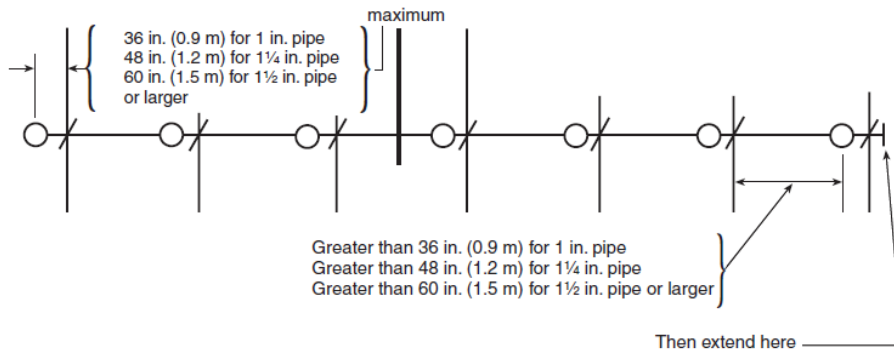 maximum
36 in. (0.9 m) for 1 in. pipe
48 in. (1.2 m) for 1¼ in. pipe
60 in. (1.5 m) for 1½ in. pipe
or larger
Greater than 36 in. (0.9 m) for 1 in. pipe
Greater than 48 in. (1.2 m) for 1¼ in. pipe
Greater than 60 in. (1.5 m) for 1½ in. pipe or larger
Then extend here